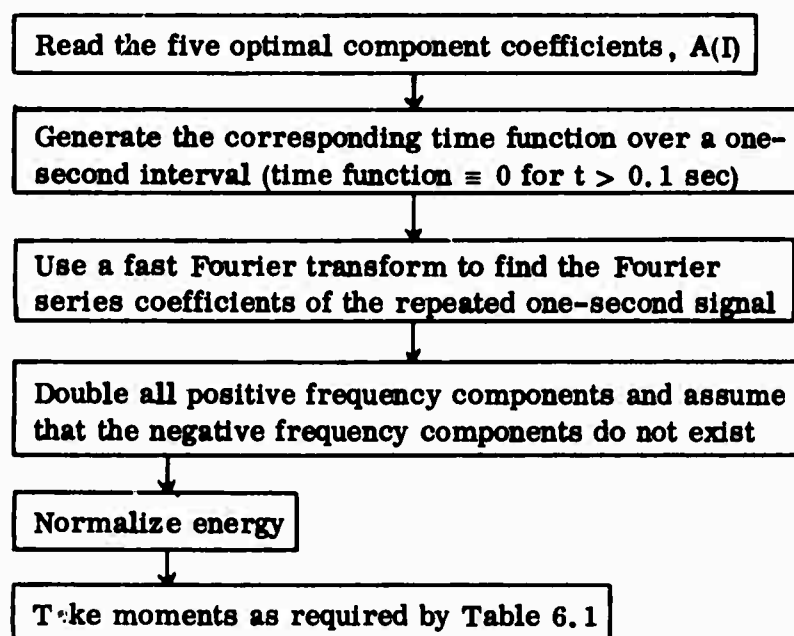 Read the five optimal component coefficients, A(I)
Generate the corresponding time function over a one-
second interval (time function ≡ 0 for t > 0.1 sec)
Use a fast Fourier transform to find the Fourier
series coefficients of the repeated one-second signal
Double all positive frequency components and assume
that the negative frequency components do not exist
Normalize energy
Take moments as required by Table 6.1